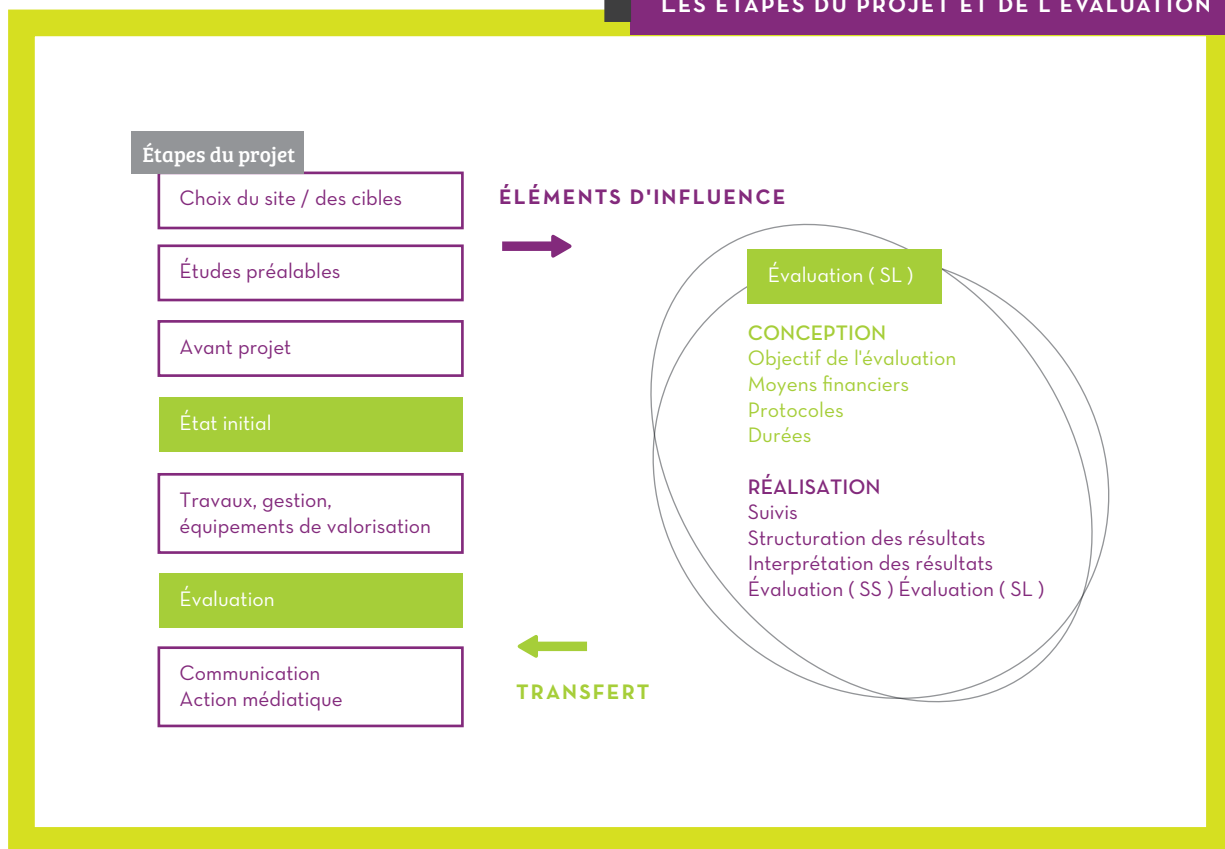 LES ÉTAPES DU PROJET ET DE L'ÉVALUATION
Étapes du projet
Choix du site / des cibles
Études préalables
Avant projet
État initial
Travaux, gestion,
équipements de valorisation
Évaluation
Communication
Action médiatique
ÉLÉMENTS D'INFLUENCE
Évaluation ( SL )
CONCEPTION
Objectif de l'évaluation
Moyens financiers
Protocoles
Durées
RÉALISATION
Suivis
Structuration des résultats
Interprétation des résultats
Évaluation ( SS ) Évaluation ( SL )
TRANSFERT